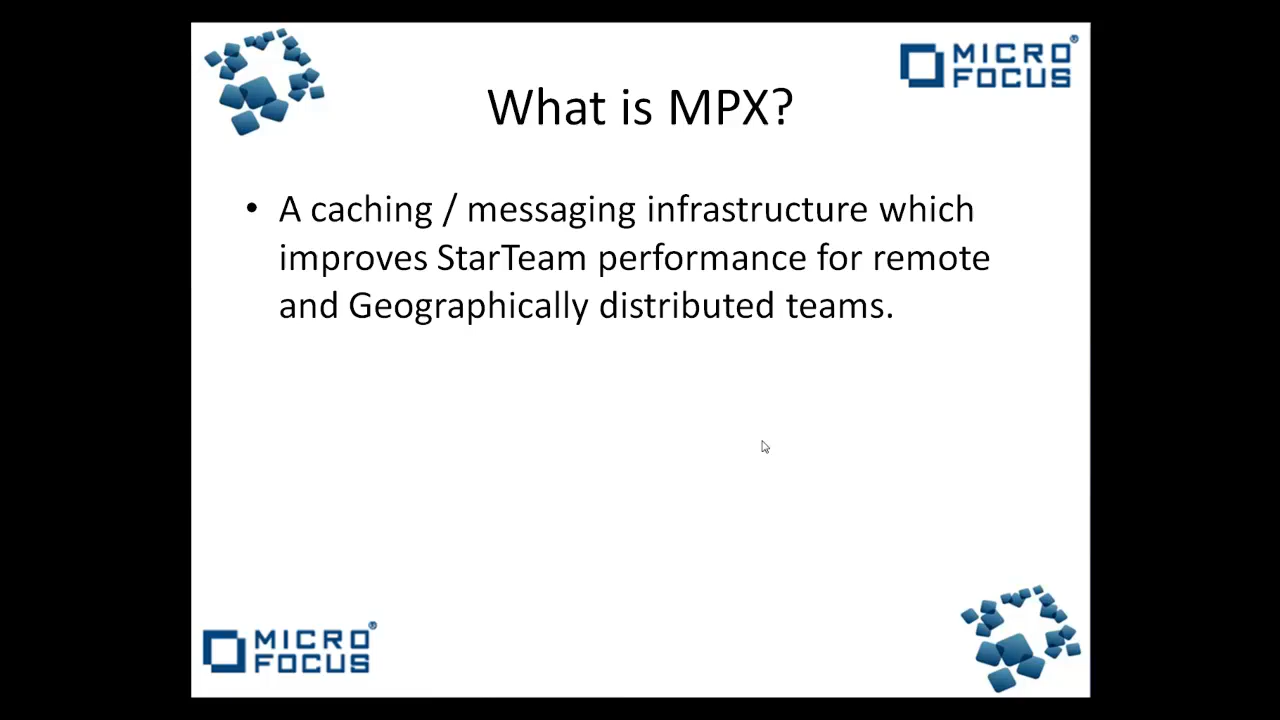 MICRO
FOCUS®
What is MPX?
• A caching / messaging infrastructure which
improves StarTeam performance for remote
and Geographically distributed teams.
MICRO
FOCUS®